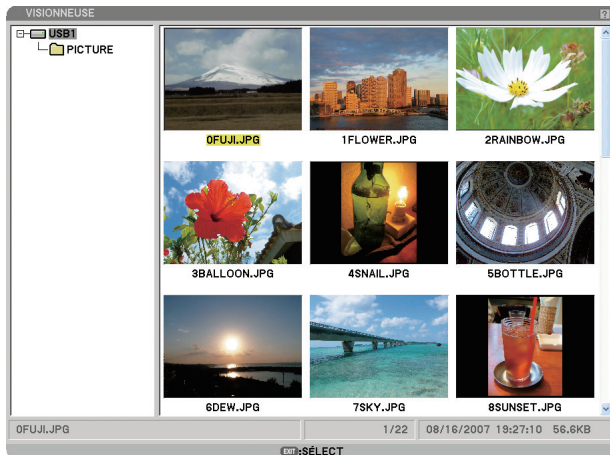 VISIONNEUSE
?
USB1
PICTURE
0FUJI.JPG
1FLOWER.JPG
2RAINBOW.JPG
3BALLOON.JPG
4SNAIL.JPG
5BOTTLE.JPG
6DEW.JPG
7SKY.JPG
8SUNSET.JPG
0FUJI.JPG
1/22
08/16/2007 19:27:10 56.6KB
EXIT:SÉLECT